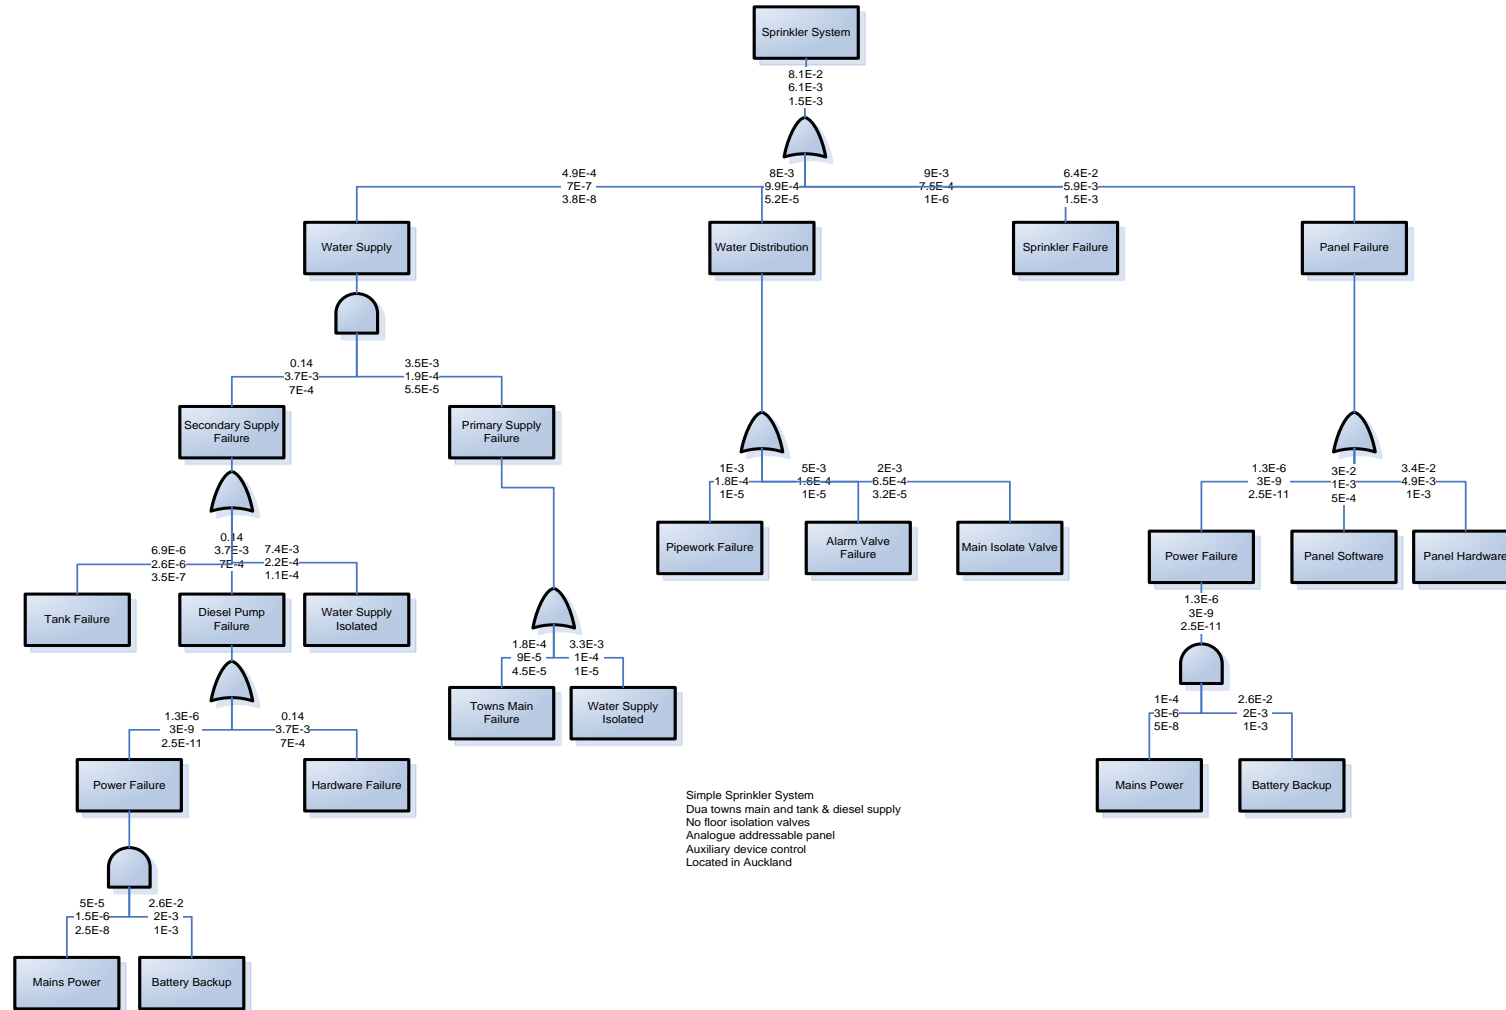 Sprinkler System
8.1E-2
6.1E-3
1.5E-3
4.9E-4
7E-7
3.8E-8
8E-3
9.9E-4
5.2E-5
9E-3
7.5E-4
1E-6
6.4E-2
5.9E-3
1.5E-3
Water Supply
Water Distribution
Sprinkler Failure
Panel Failure
0.14
3.7E-3
7E-4
3.5E-3
1.9E-4
5.5E-5
Secondary Supply
Failure
Primary Supply
Failure
1E-3
1.8E-4
1E-5
5E-3
1.6E-4
1E-5
2E-3
6.5E-4
3.2E-5
1.3E-6
3E-9
2.5E-11
3E-2
1E-3
5E-4
3.4E-2
4.9E-3
1E-3
Pipework Failure
Alarm Valve
Failure
Main Isolate Valve
Power Failure
Panel Software
Panel Hardware
6.9E-6
2.6E-6
3.5E-7
0.14
3.7E-3
7E-4
7.4E-3
2.2E-4
1.1E-4
Tank Failure
Diesel Pump
Failure
Water Supply
Isolated
1.3E-6
3E-9
2.5E-11
1.8E-4
9E-5
4.5E-5
3.3E-3
1E-4
1E-5
Towns Main
Failure
Water Supply
Isolated
1E-4
3E-6
5E-8
2.6E-2
2E-3
1E-3
1.3E-6
3E-9
2.5E-11
0.14
3.7E-3
7E-4
Power Failure
Hardware Failure
Mains Power
Battery Backup
Simple Sprinkler System
Dua towns main and tank & diesel supply
No floor isolation valves
Analogue addressable panel
Auxiliary device control
Located in Auckland
5E-5
1.5E-6
2.5E-8
2.6E-2
2E-3
1E-3
Mains Power
Battery Backup